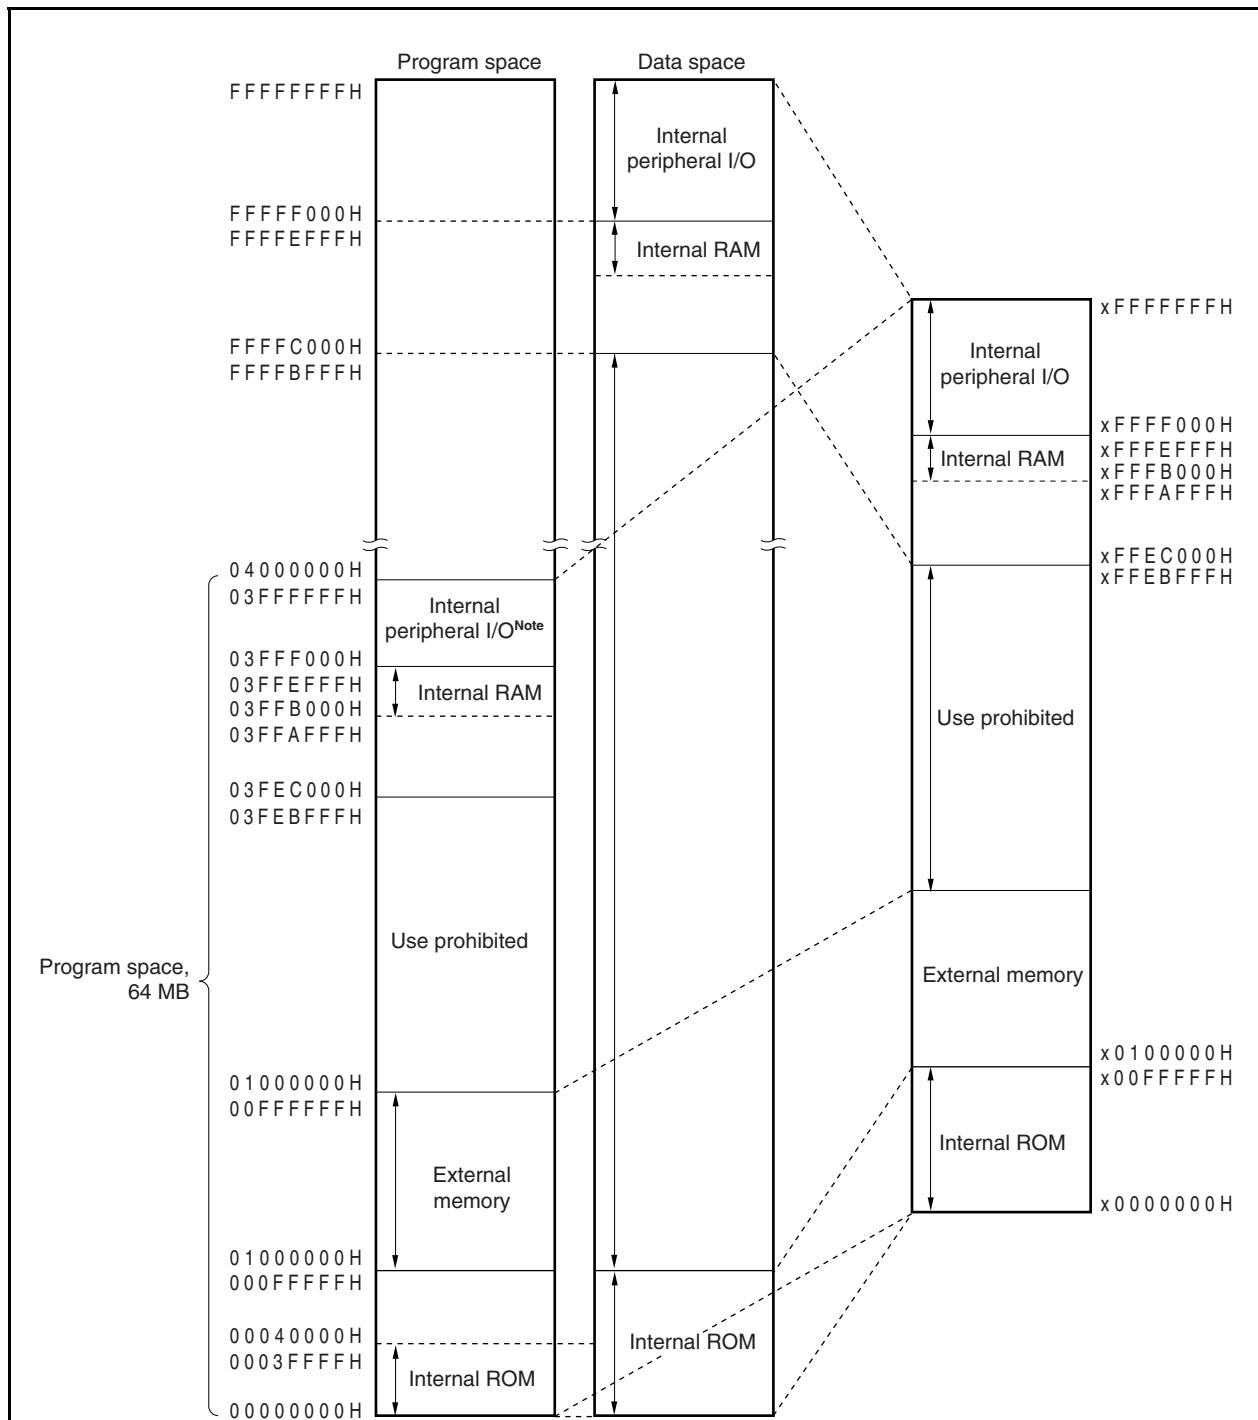 Program space
Data space
FFFFFFFFH
Internal
peripheral I/O
FFFFF000H
FFFFEFFFH
Internal RAM
FFFFC000H
FFFFBFFFH
04000000H
03FFFFFFH
Internal
peripheral I/ONote
03FFF000H
03FFEFFFH
Internal RAM
03FFB000H
03FFAFFFH
03FEC000H
03FEBFFFH
Use prohibited
Program space,
64 MB
01000000H
00FFFFFFH
External
memory
01000000H
000FFFFFH
00040000H
0003FFFFH
Internal ROM
Internal ROM
00000000H
xFFFFFFFH
Internal
peripheral I/O
xFFFF000H
xFFFEFFFH
Internal RAM
xFFFB000H
xFFFAFFFH
xFFEC000H
xFFEBFFFH
Use prohibited
External memory
x0100000H
x00FFFFFH
Internal ROM
x0000000H